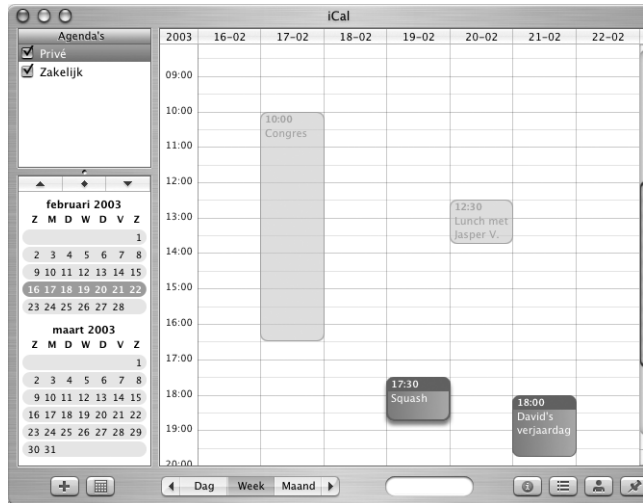 iCal
Agenda's
Privé
Zakelijk
februari 2003
Z M D W D V Z
1
2 3 4 5 6 7 8
9 10 11 12 13 14 15
16 17 18 19 20 21 22
23 24 25 26 27 28
maart 2003
Z M D W D V Z
1
2 3 4 5 6 7 8
9 10 11 12 13 14 15
16 17 18 19 20 21 22
23 24 25 26 27 28 29
30 31
2003 16-02 17-02 18-02 19-02 20-02 21-02 22-02
09:00
10:00
11:00
12:00
13:00
14:00
15:00
16:00
17:00
18:00
19:00
20:00
10:00
Congres
17:30
Squash
12:30
Lunch met
Jasper V.
18:00
David's
verjaardag
Dag Week Maand